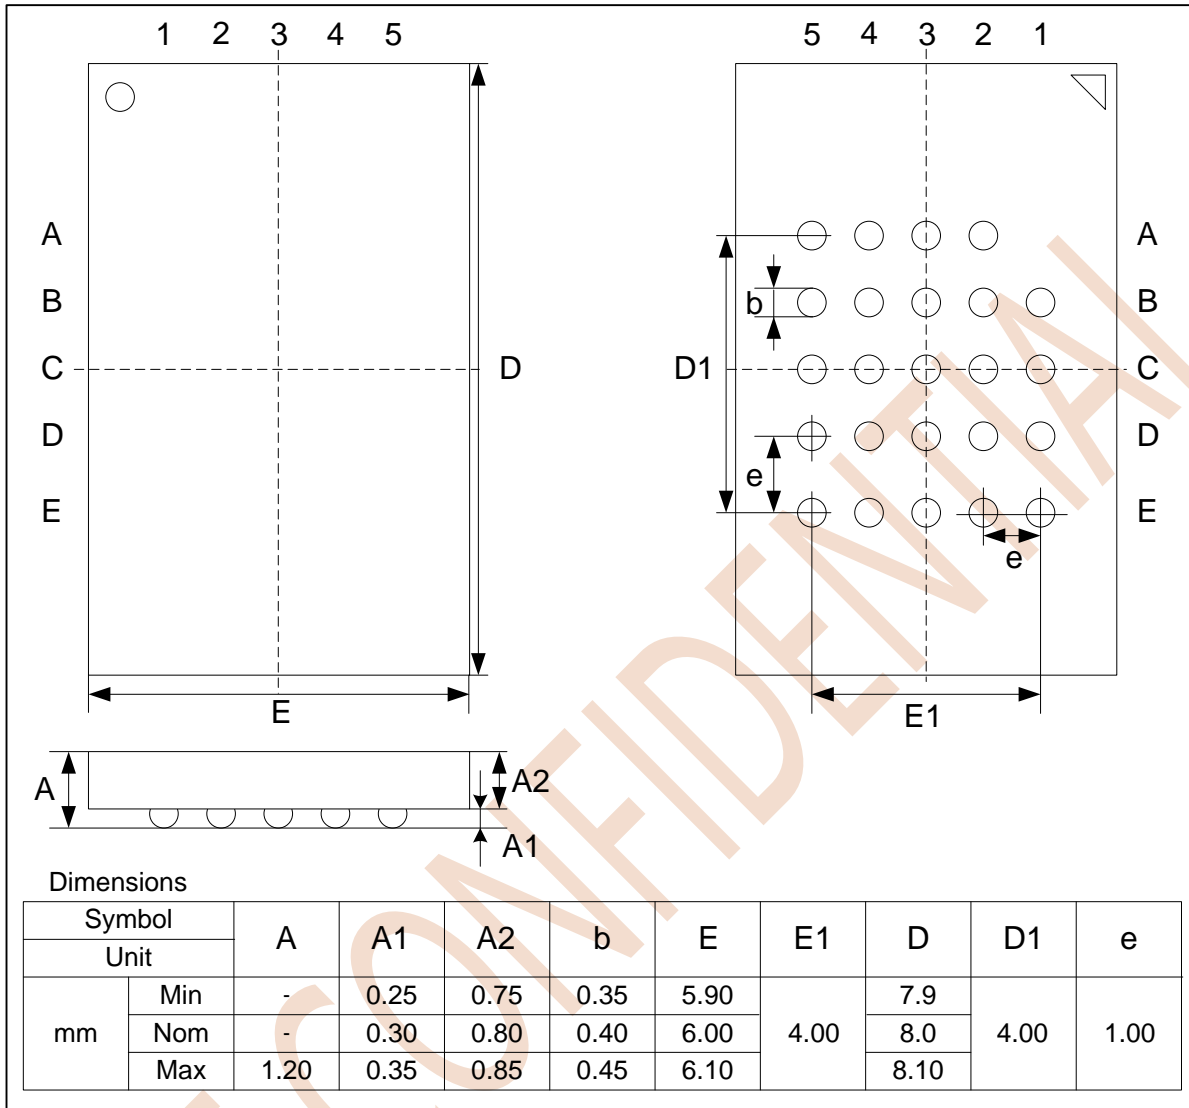 1 2 3 4 5
5 4 3 2 1
A
B
C
D
E
D
E
A
B
C
D
E
D1
b
e
e
E1
A
A2
A1
CONFIDENTIAL
Dimensions
Symbol A A1 A2 b E E1 D D1 e
Unit
mm Min - 0.25 0.75 0.35 5.90 4.00 7.9 4.00 1.00
Nom - 0.30 0.80 0.40 6.00 8.0
Max 1.20 0.35 0.85 0.45 6.10 8.10